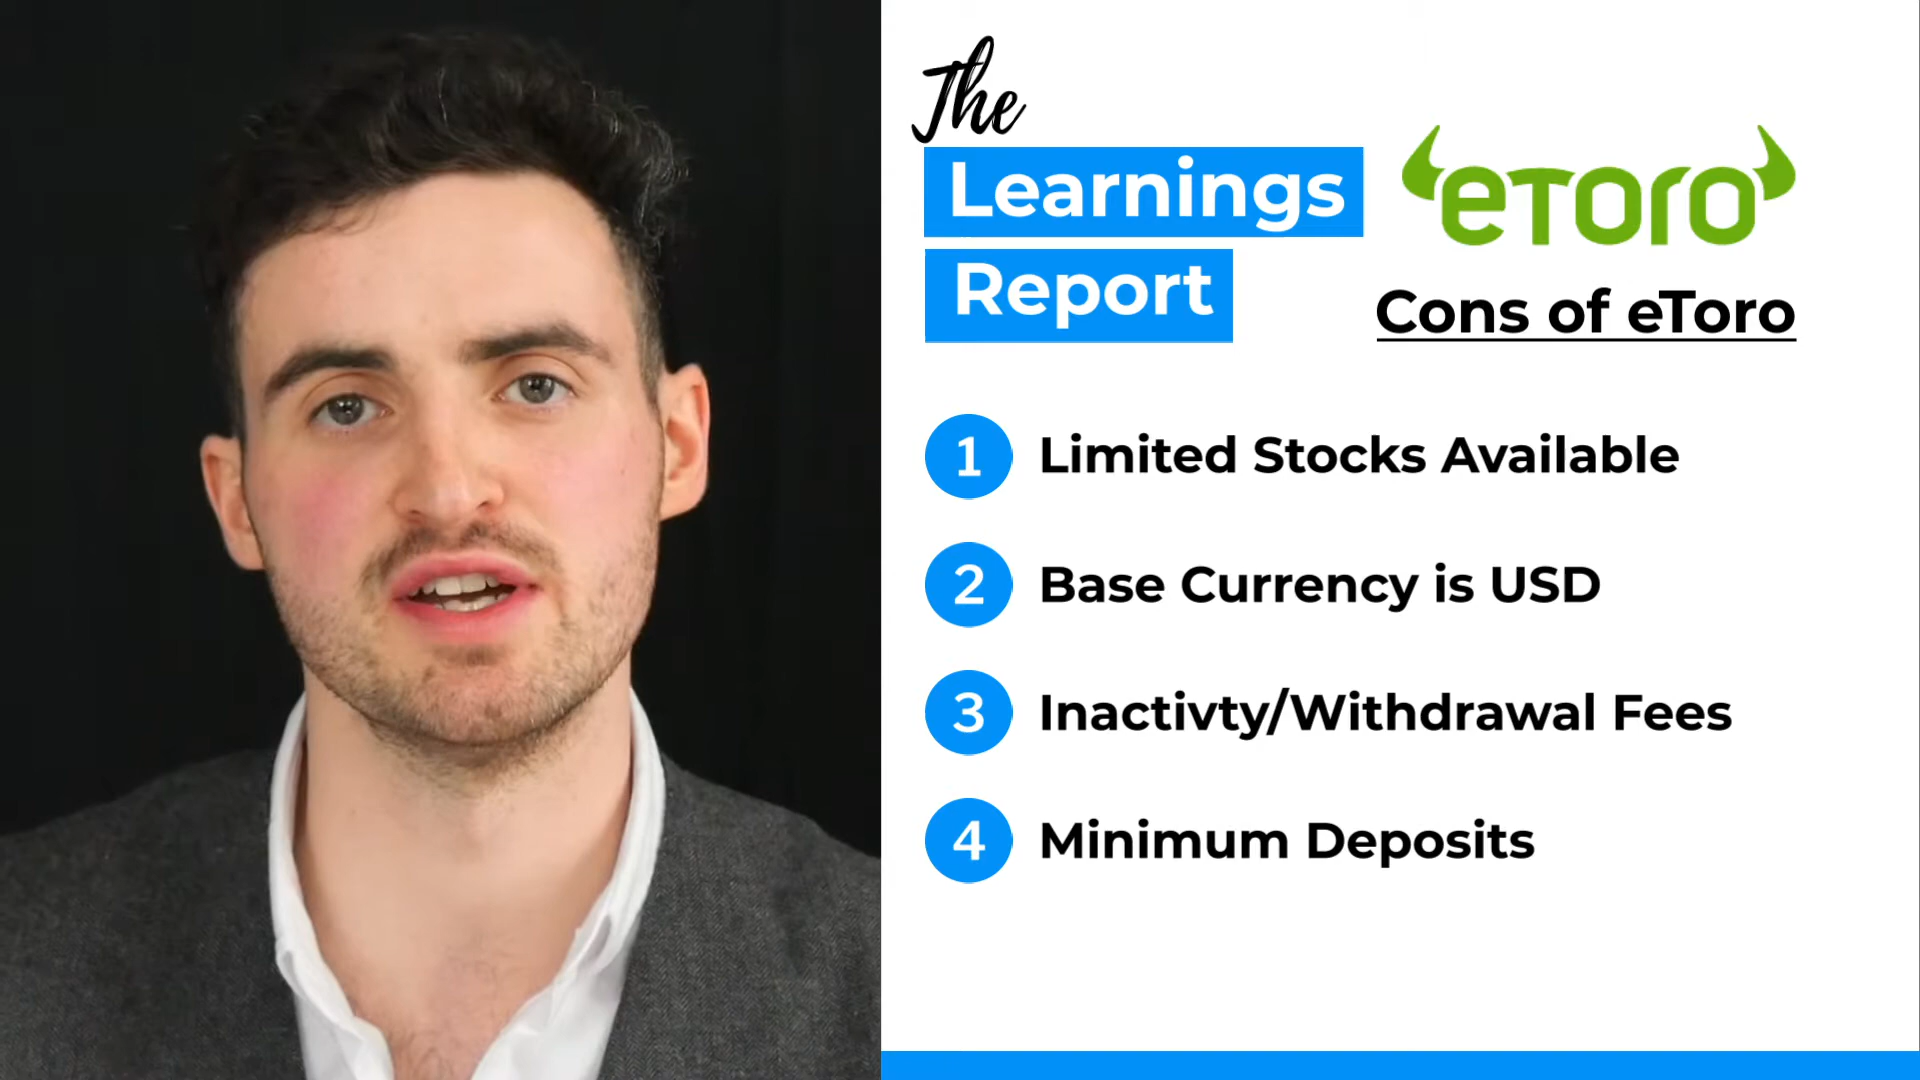 The
Learnings
Report
eToro
Cons of eToro
1 Limited Stocks Available
2 Base Currency is USD
3 Inactivty/Withdrawal Fees
4 Minimum Deposits